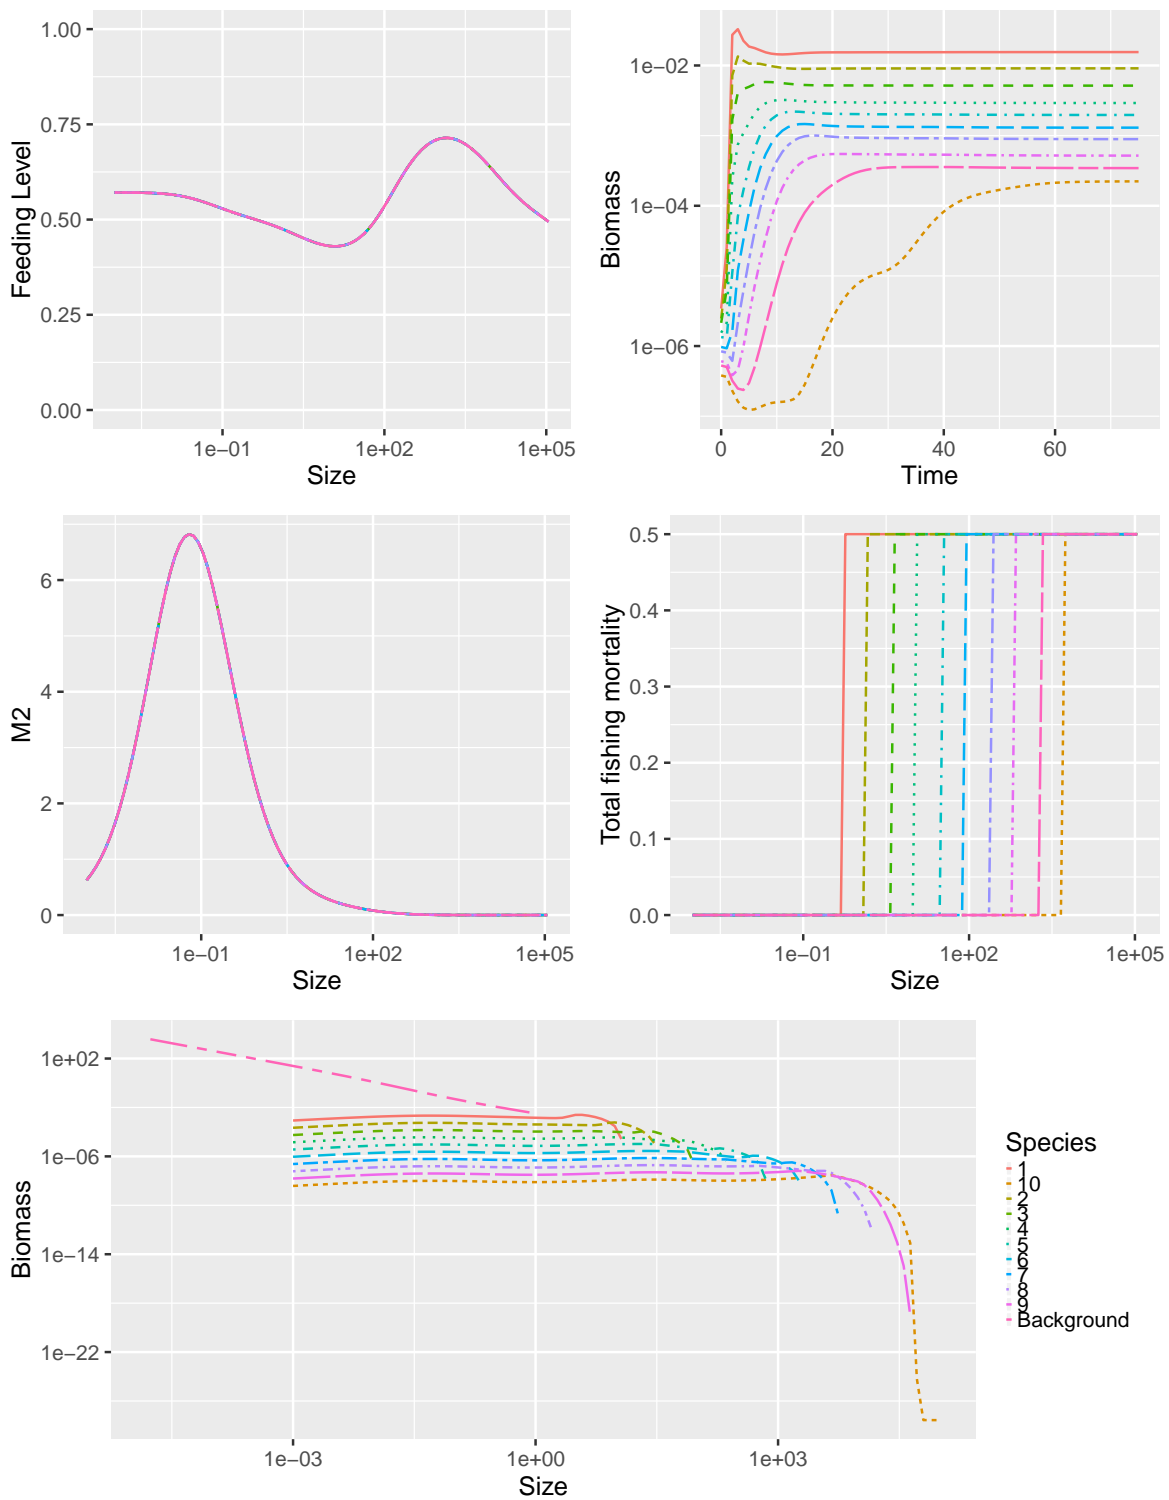 1.00
0.75
0.50
0.25
0.00
Feeding Level
1e−01 1e+02 1e+05
Size
1e−02
1e−04
1e−06
Biomass
0 20 40 60
Time
6
4
2
0
M2
1e−01 1e+02 1e+05
Size
0.5
0.4
0.3
0.2
0.1
0.0
Total fishing mortality
1e−01 1e+02 1e+05
Size
1e+02
1e−06
1e−14
1e−22
Biomass
1e−03 1e+00 1e+03
Size
Species
1
10
2
3
4
5
6
7
8
9
Background